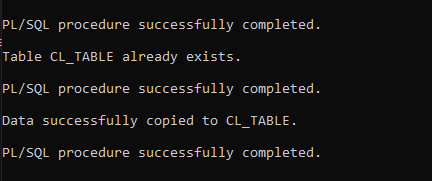 PL/SQL procedure successfully completed.
Table CL_TABLE already exists.
PL/SQL procedure successfully completed.
Data successfully copied to CL_TABLE.
PL/SQL procedure successfully completed.